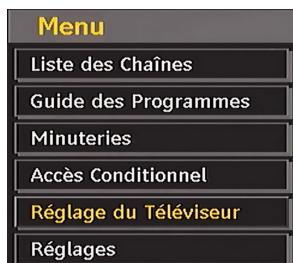 Menu
Liste des Chaînes
Guide des Programmes
Minuteries
Accès Conditionnel
Réglage du Téléviseur
Réglages